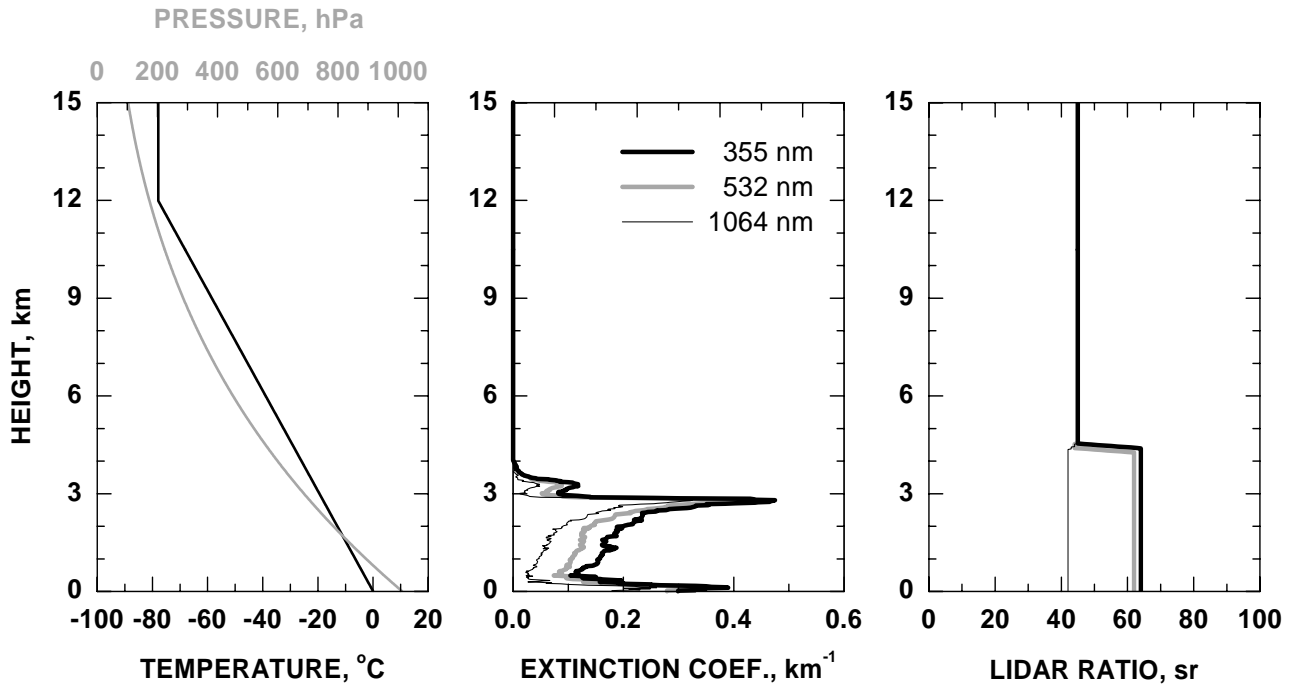 PRESSURE, hPa
0 200 400 600 800 1000
15 15 15
355 nm
532 nm
1064 nm
12 12 12
9 9 9
HEIGHT, km
6 6 6
3 3 3
0 0 0
-100 -80 -60 -40 -20 0 20 0.0 0.2 0.4 0.6 0 20 40 60 80 100
TEMPERATURE, °C EXTINCTION COEF., km⁻¹ LIDAR RATIO, sr